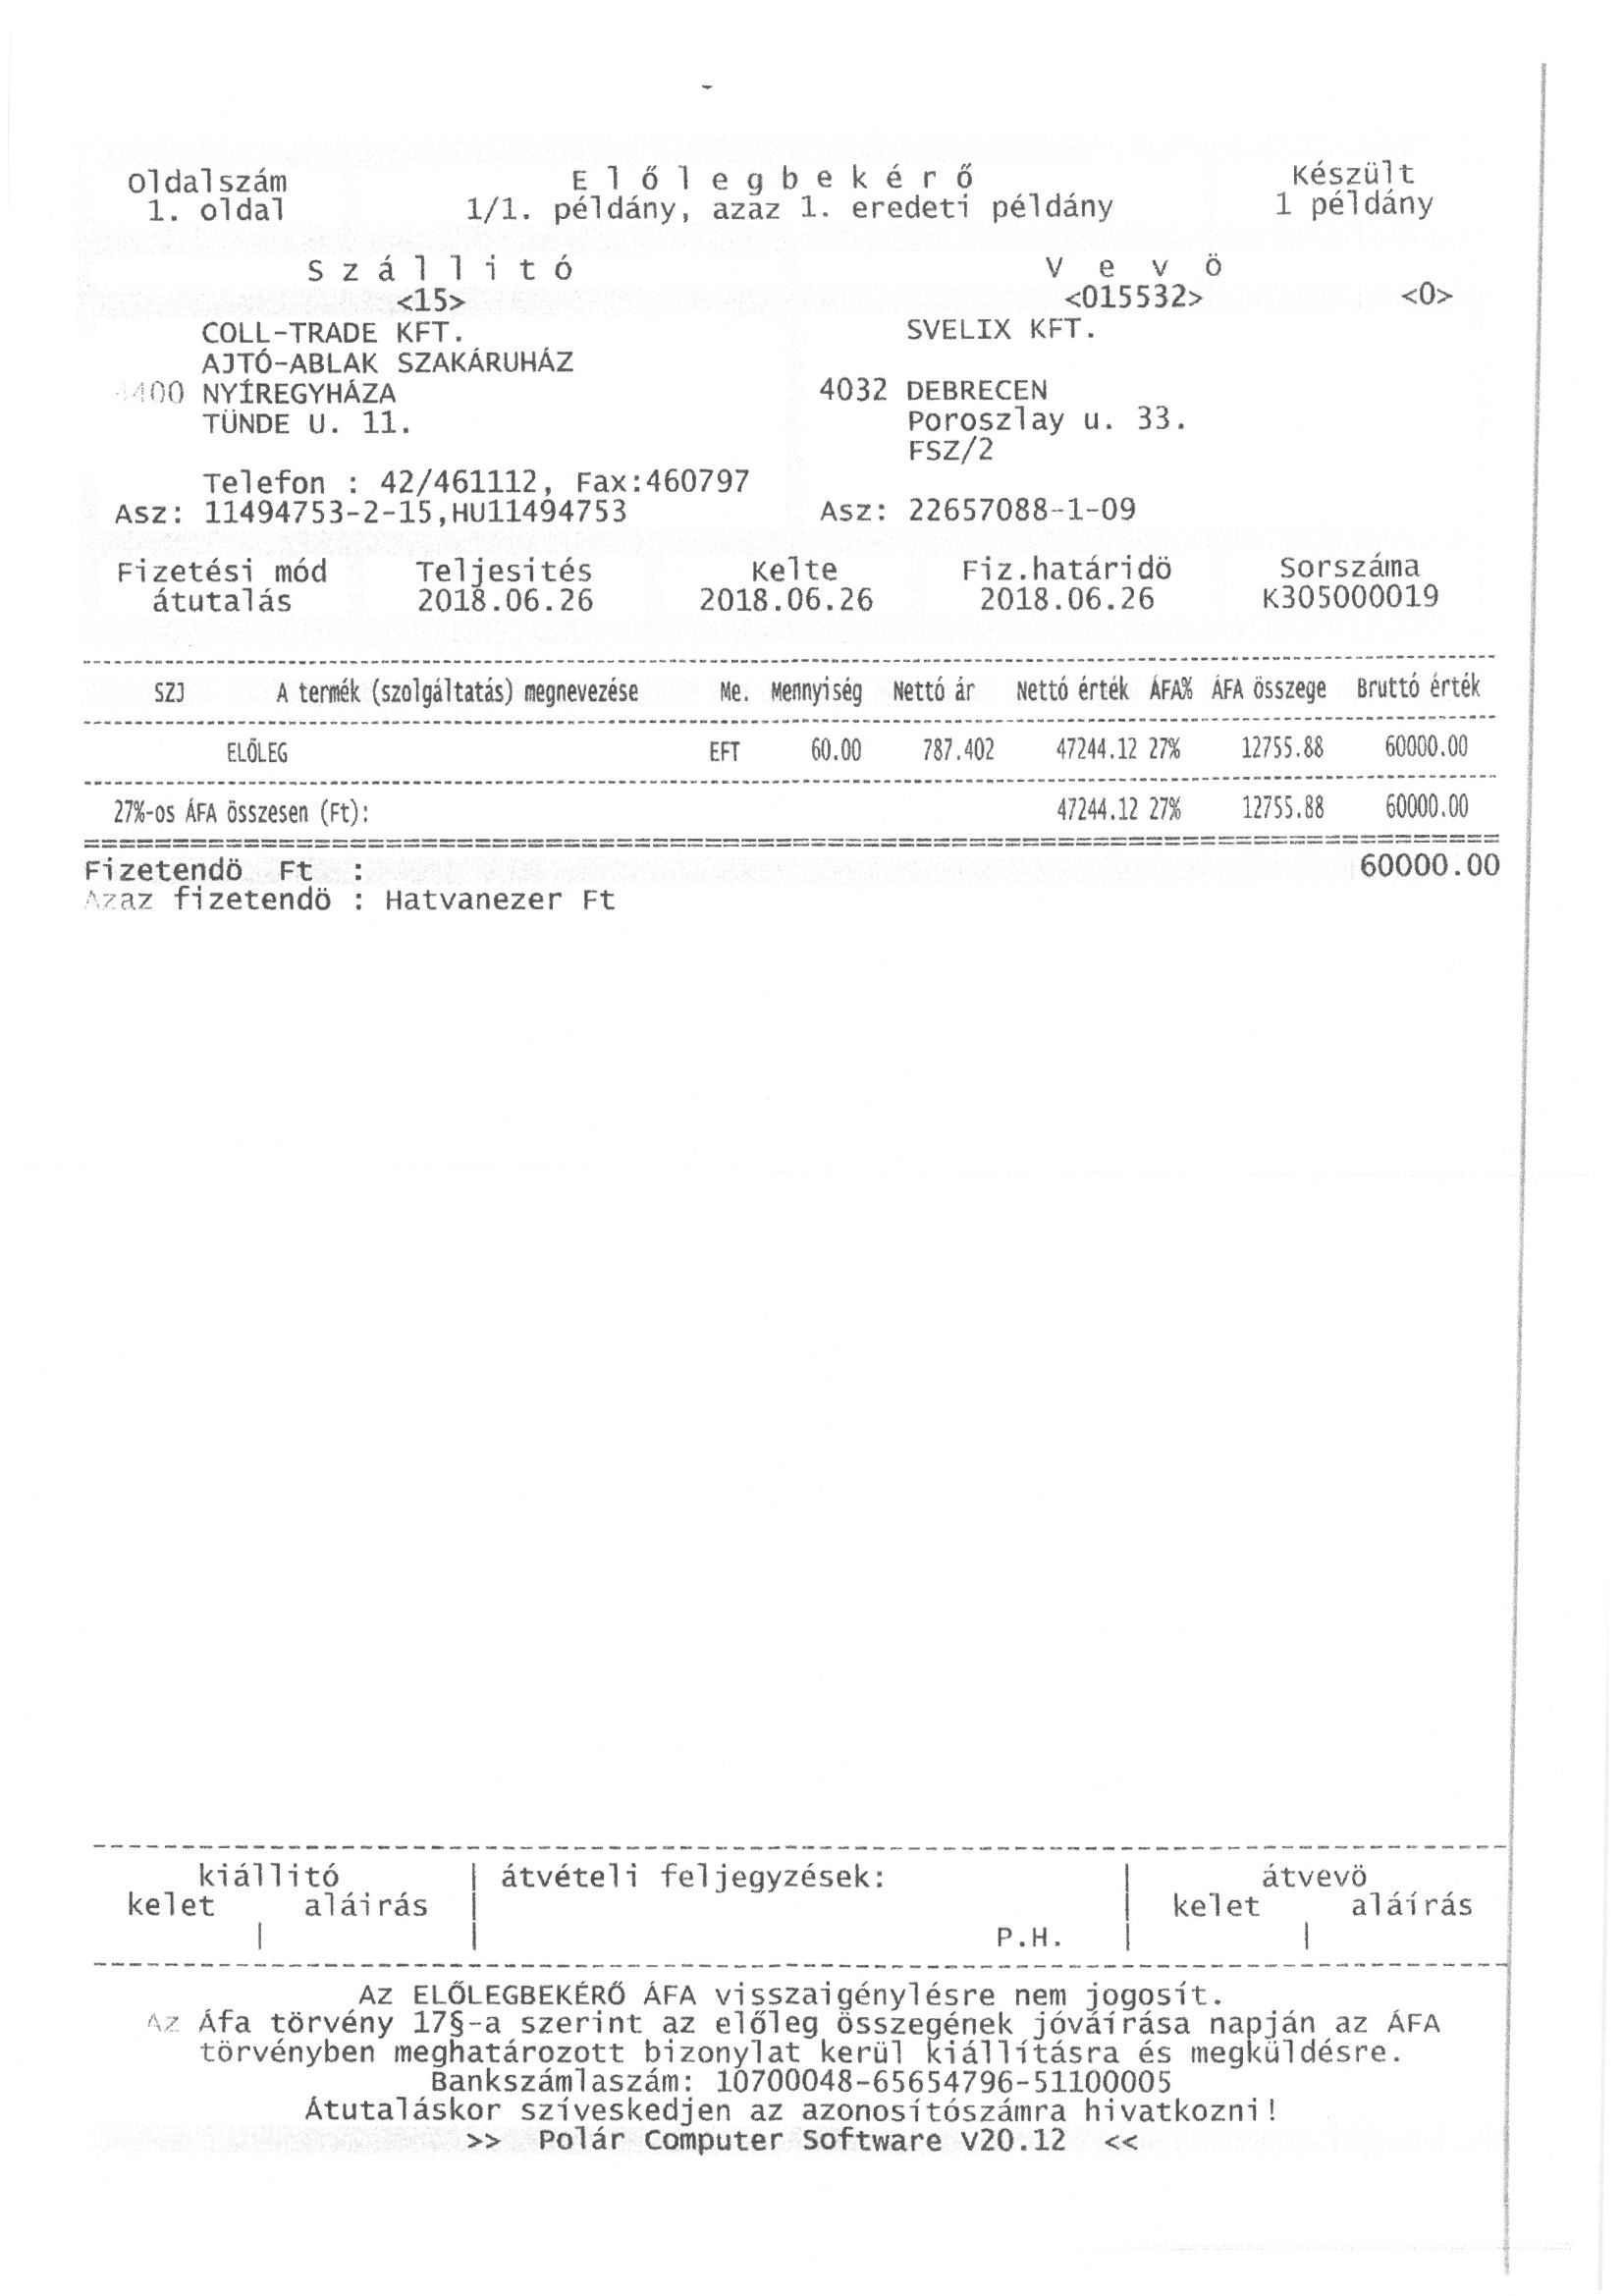 Oldalszám E l ő l e g b e k é r ő Készült
1. oldal 1/1. példány, azaz 1. eredeti példány 1 példány
S z á l l i t ó V e v ö
<15> <015532> <0>
COLL-TRADE KFT. SVELIX KFT.
AJTÓ-ABLAK SZAKÁRUHÁZ
4400 NYÍREGYHÁZA 4032 DEBRECEN
TÜNDE U. 11. Poroszlay u. 33.
FSZ/2
Telefon : 42/461112, Fax:460797
Asz: 11494753-2-15,HU11494753 Asz: 22657088-1-09
Fizetési mód Teljesités Kelte Fiz.határidö Sorszáma
átutalás 2018.06.26 2018.06.26 2018.06.26 K305000019
SZJ A termék (szolgáltatás) megnevezése Me. Mennyiség Nettó ár Nettó érték ÁFA% ÁFA összege Bruttó érték
ELŐLEG EFT 60.00 787.402 47244.12 27% 12755.88 60000.00
27%-os ÁFA összesen (Ft): 47244.12 27% 12755.88 60000.00
Fizetendö Ft : 60000.00
Azaz fizetendö : Hatvanezer Ft
kiállitó | átvételi feljegyzések: | átvevö
kelet aláirás | | kelet aláírás
| | P.H. | |
Az ELŐLEGBEKÉRŐ ÁFA visszaigénylésre nem jogosít.
Az Áfa törvény 17§-a szerint az előleg összegének jóváírása napján az ÁFA
törvényben meghatározott bizonylat kerül kiállításra és megküldésre.
Bankszámlaszám: 10700048-65654796-51100005
Átutaláskor szíveskedjen az azonosítószámra hivatkozni!
>> Polár Computer Software V20.12 <<